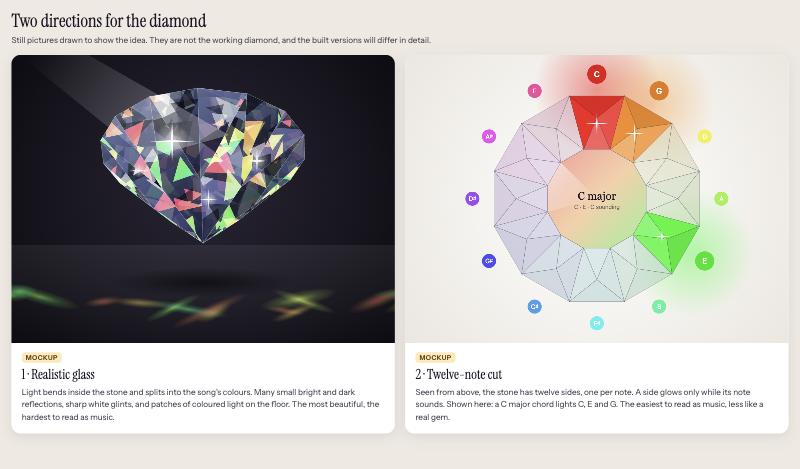 Two directions for the diamond
Still pictures drawn to show the idea. They are not the working diamond, and the built versions will differ in detail.
MOCKUP
1 · Realistic glass
Light bends inside the stone and splits into the song's colours. Many small bright and dark
reflections, sharp white glints, and patches of coloured light on the floor. The most beautiful, the
hardest to read as music.
C
F
G
A#
D
D#
A
C major
C · E · G sounding
G#
E
C#
B
F#
MOCKUP
2 · Twelve-note cut
Seen from above, the stone has twelve sides, one per note. A side glows only while its note
sounds. Shown here: a C major chord lights C, E and G. The easiest to read as music, less like a
real gem.